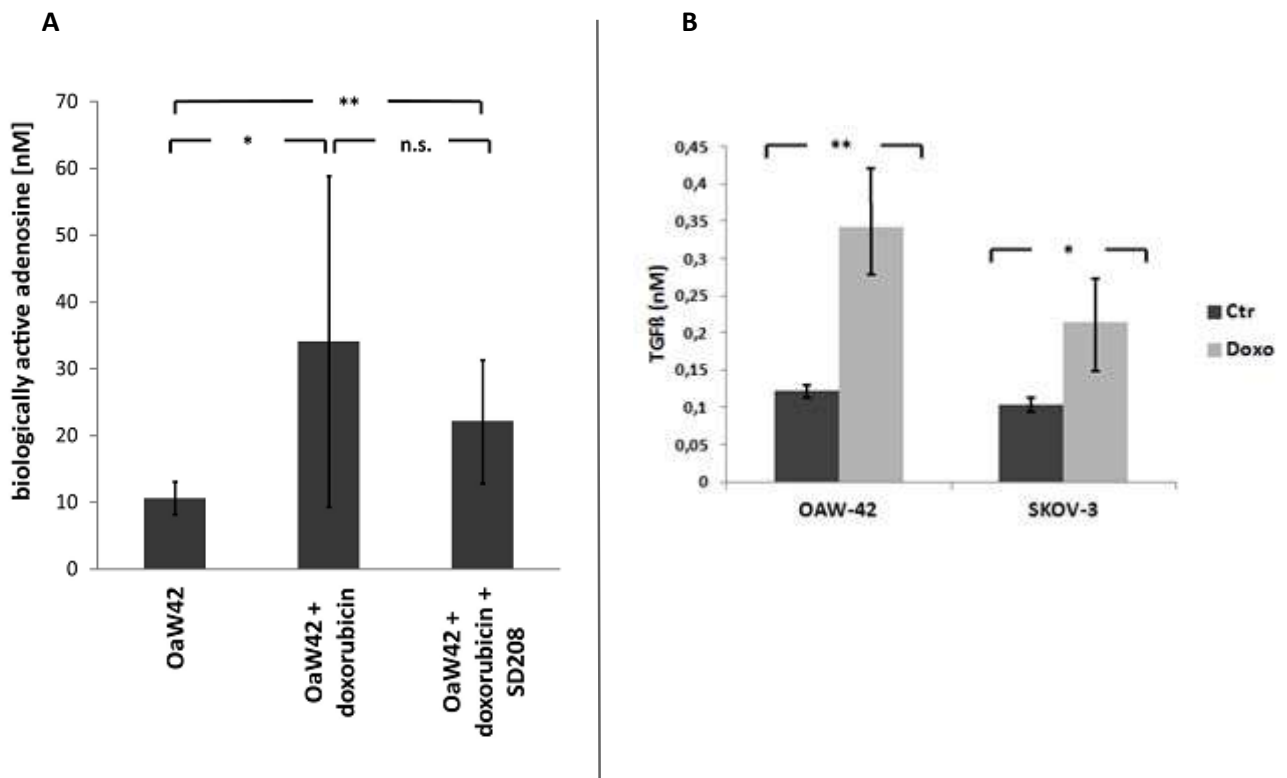 A
B
biologically active adenosine [nM]
70
60
50
40
30
20
10
0
**
*
n.s.
OaW42
OaW42 +
doxorubicin
OaW42 +
doxorubicin +
SD208
TGFß (nM)
0,45
0,4
0,35
0,3
0,25
0,2
0,15
0,1
0,05
0
**
*
OAW-42
SKOV-3
Ctr
Doxo